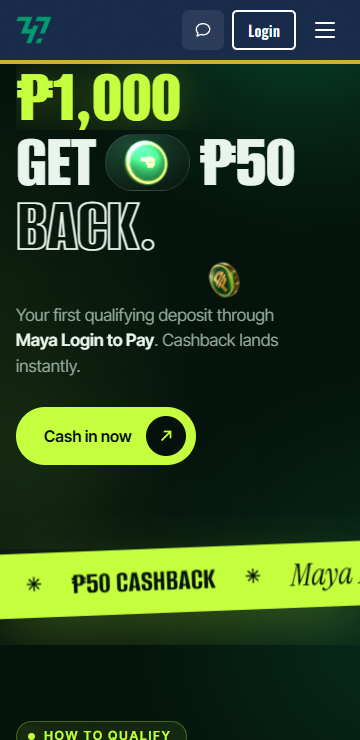 Login
₱1,000
GET ₱50
BACK.
Your first qualifying deposit through
Maya Login to Pay. Cashback lands
instantly.
Cash in now
₱50 CASHBACK
Maya
HOW TO QUALIFY